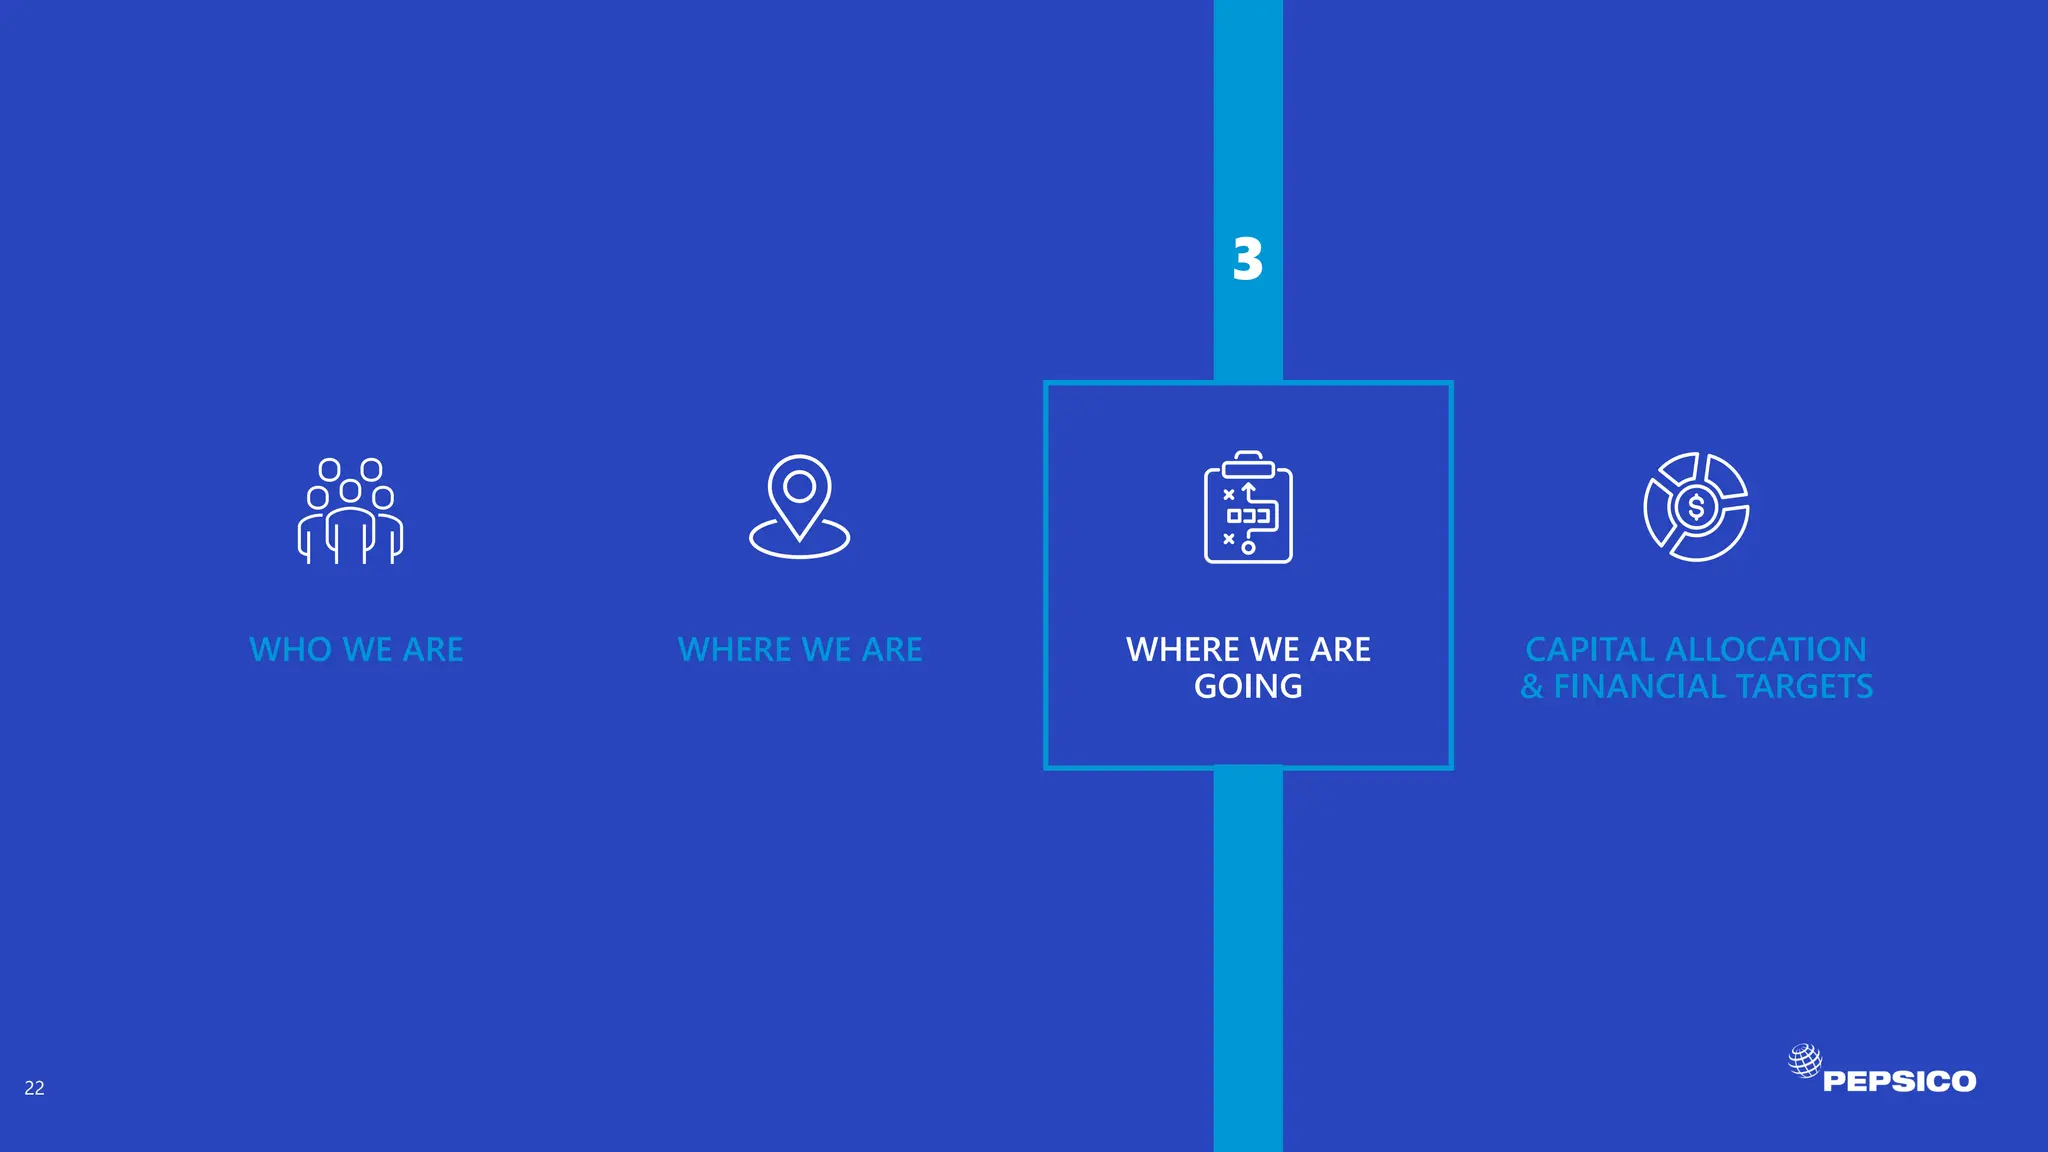 3
WHO WE ARE
WHERE WE ARE
WHERE WE ARE
GOING
CAPITAL ALLOCATION
& FINANCIAL TARGETS
22
PEPSICO